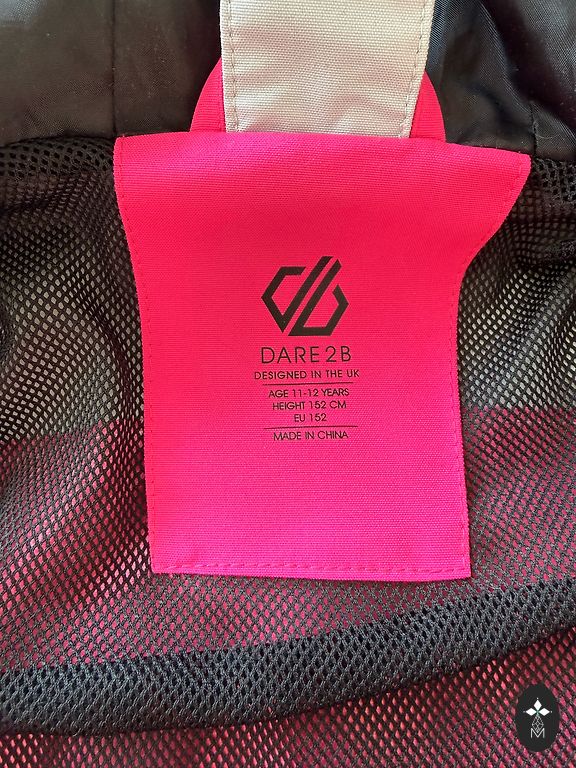 DARE 2B
DESIGNED IN THE UK
AGE 11-12 YEARS
HEIGHT 152 CM
EU 152
MADE IN CHINA